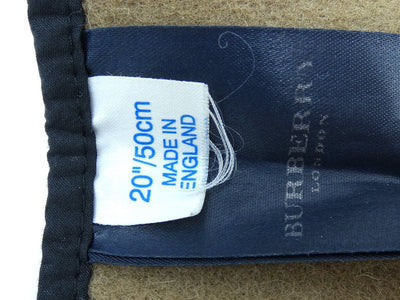 20"/50cm
MADE IN
ENGLAND
BURBERRY
LONDON